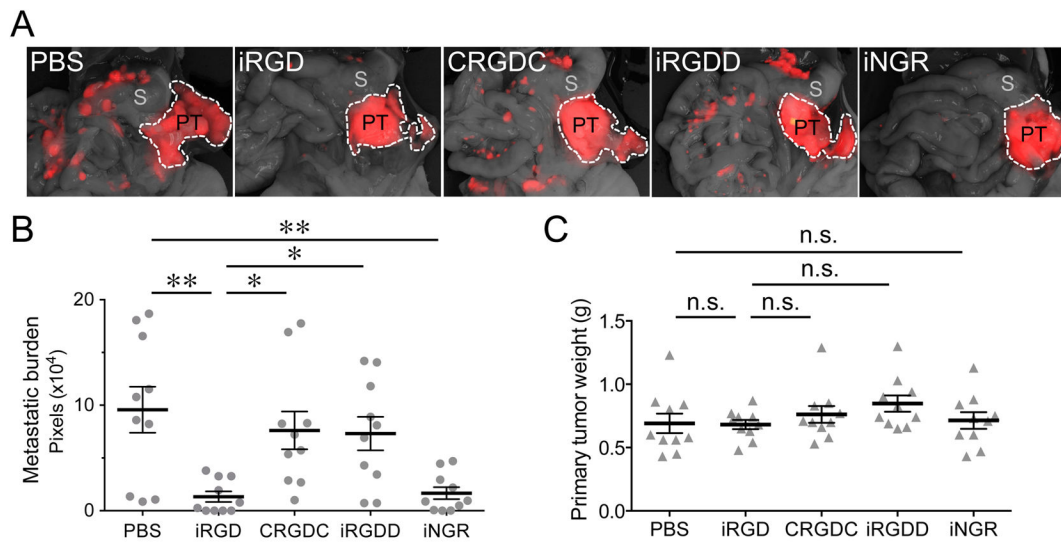 A
PBS
iRGD
CRGDC
iRGDD
iNGR
S
PT
S
PT
S
PT
S
PT
S
PT
B
C
**
*
** *
n.s.
n.s.
n.s. n.s.
Metastatic burden
Pixels (x10⁴)
20
10
0
PBS iRGD CRGDC iRGDD iNGR
Primary tumor weight (g)
1.5
1.0
0.5
0
PBS iRGD CRGDC iRGDD iNGR